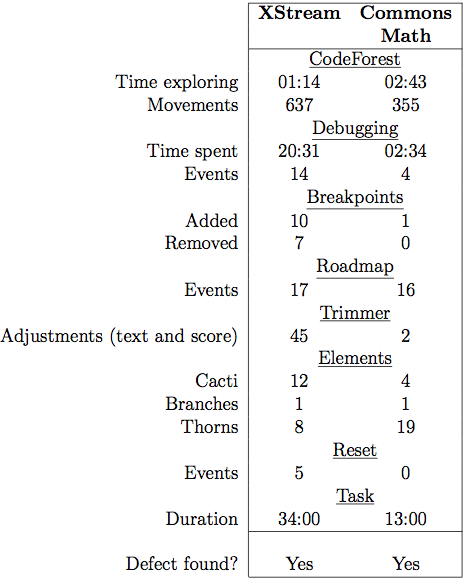 XStream Commons
Math
CodeForest
Time exploring 01:14 02:43
Movements 637 355
Debugging
Time spent 20:31 02:34
Events 14 4
Breakpoints
Added 10 1
Removed 7 0
Roadmap
Events 17 16
Trimmer
Adjustments (text and score) 45 2
Elements
Cacti 12 4
Branches 1 1
Thorns 8 19
Reset
Events 5 0
Task
Duration 34:00 13:00
Defect found? Yes Yes